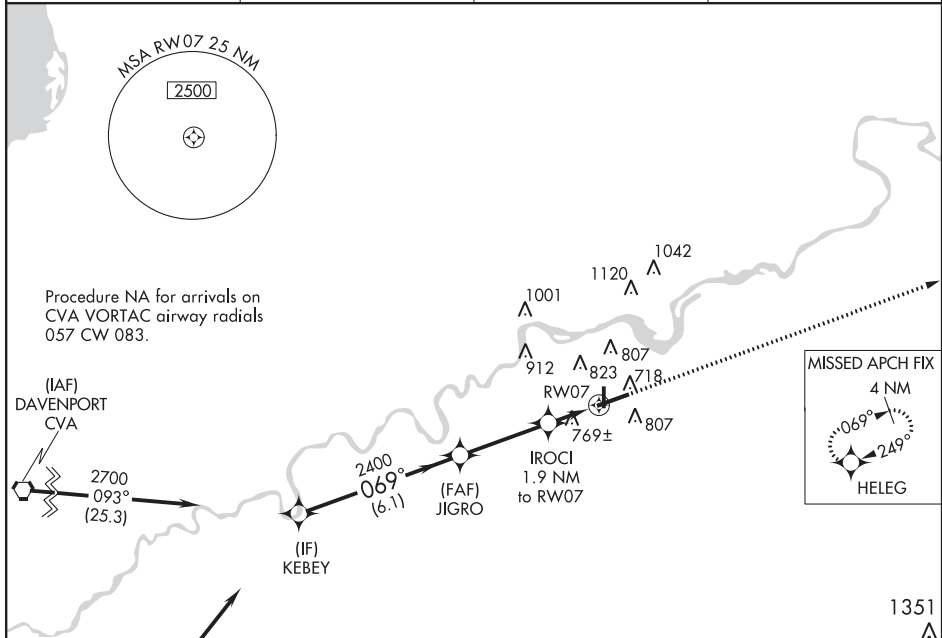 MSA RW07 25 NM
2500
1042
1120
1001
Procedure NA for arrivals on
CVA VORTAC airway radials
057 CW 083.
912
823
807
718
RW07
769±
807
MISSED APCH FIX
4 NM
069°
249°
HELEG
(IAF)
DAVENPORT
CVA
2700
093°
(25.3)
2400
069°
(6.1)
(FAF)
JIGRO
IROCI
1.9 NM
to RW07
(IF)
KEBEY
1351